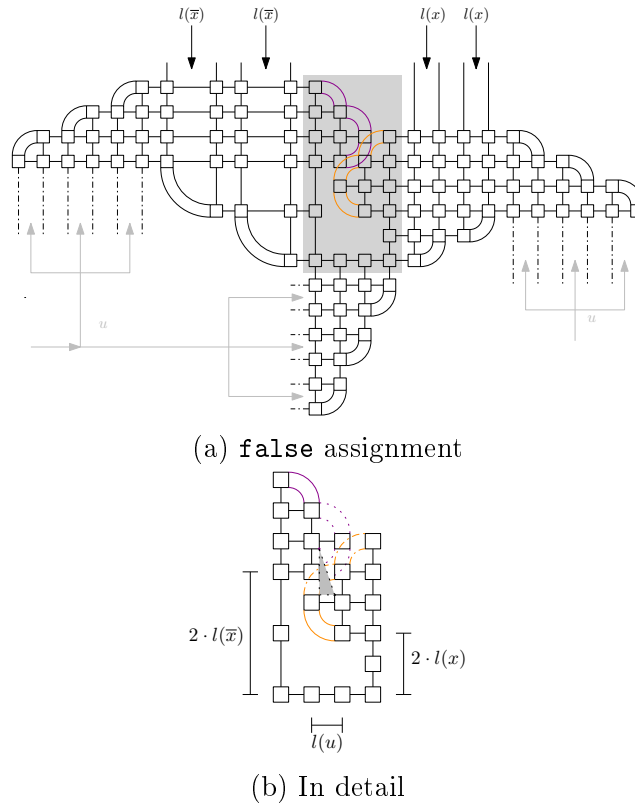 l(x̅) l(x̅) l(x) l(x)
u u
(a) false assignment
2 · l(x̅)
2 · l(x)
l(u)
(b) In detail